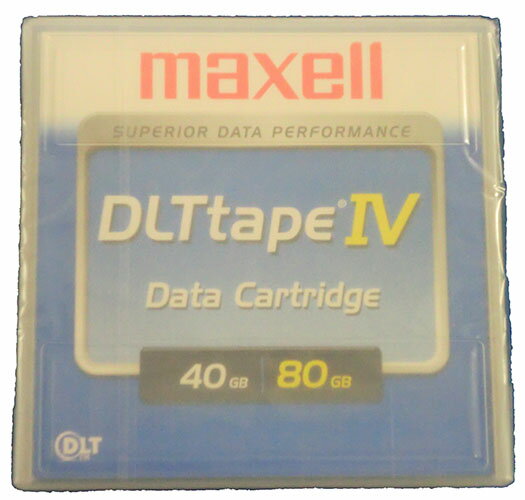 maxell
SUPERIOR DATA PERFORMANCE
DLTtape® IV
Data Cartridge
40 GB 80 GB
DLT